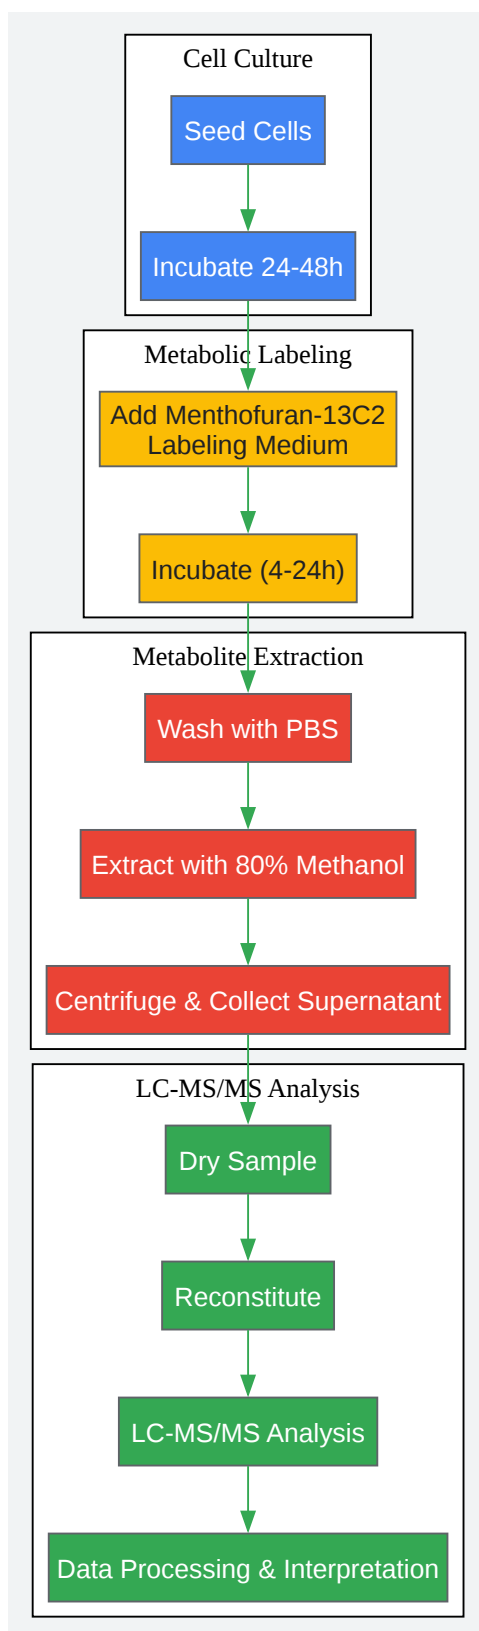 Cell Culture
Seed Cells
Incubate 24-48h
Metabolic Labeling
Add Menthofuran-13C2
Labeling Medium
Incubate (4-24h)
Metabolite Extraction
Wash with PBS
Extract with 80% Methanol
Centrifuge & Collect Supernatant
LC-MS/MS Analysis
Dry Sample
Reconstitute
LC-MS/MS Analysis
Data Processing & Interpretation